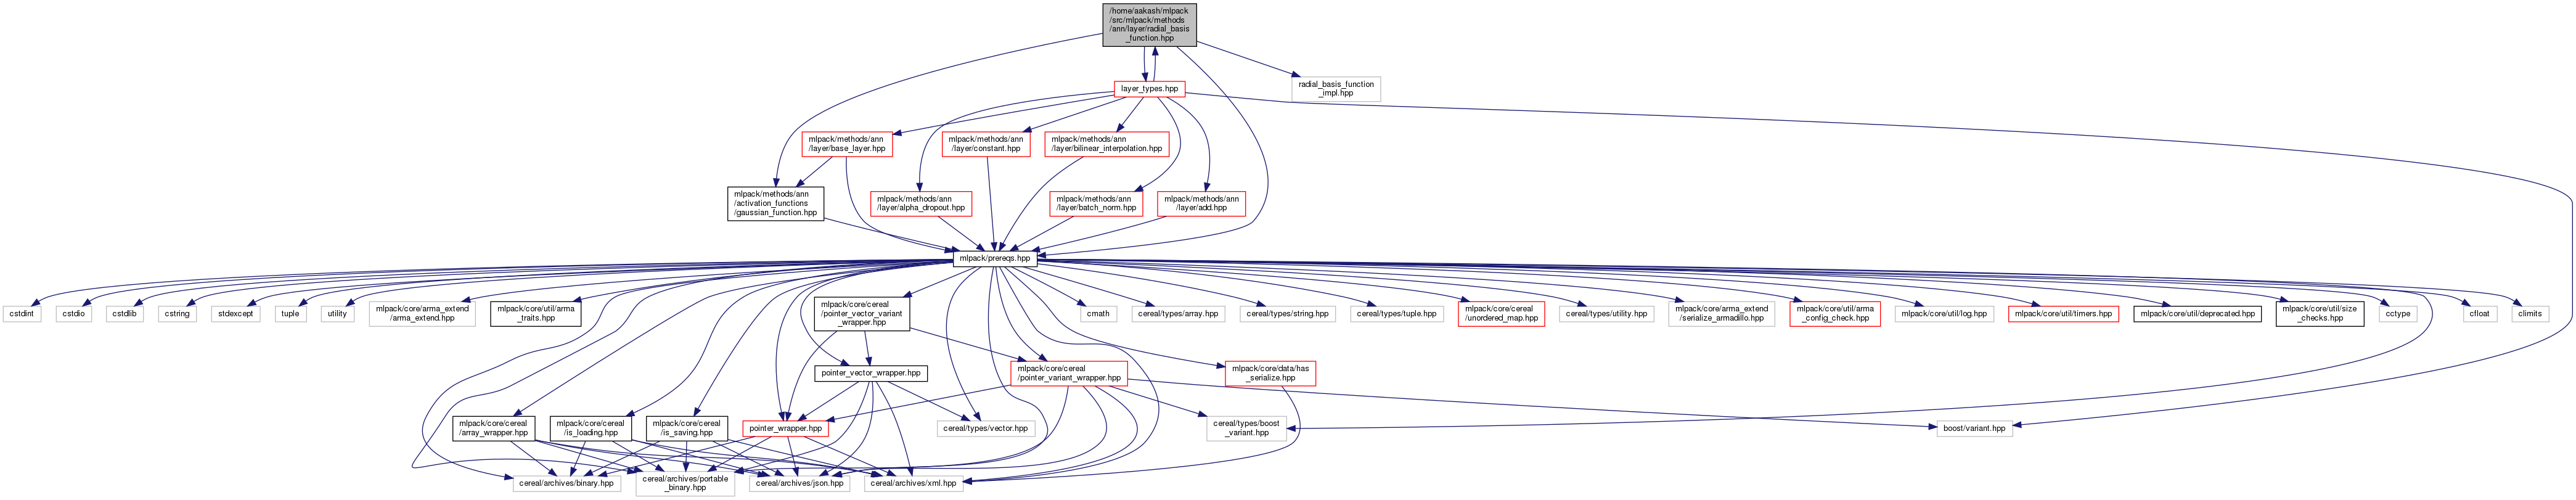 /home/aakash/mlpack
/src/mlpack/methods
/ann/layer/radial_basis
_function.hpp
layer_types.hpp
radial_basis_function
_impl.hpp
mlpack/methods/ann
/layer/base_layer.hpp
mlpack/methods/ann
/layer/constant.hpp
mlpack/methods/ann
/layer/bilinear_interpolation.hpp
mlpack/methods/ann
/activation_functions
/gaussian_function.hpp
mlpack/methods/ann
/layer/alpha_dropout.hpp
mlpack/methods/ann
/layer/batch_norm.hpp
mlpack/methods/ann
/layer/add.hpp
mlpack/prereqs.hpp
cstdint
cstdio
cstdlib
cstring
stdexcept
tuple
utility
mlpack/core/arma_extend
/arma_extend.hpp
mlpack/core/util/arma
_traits.hpp
mlpack/core/cereal
/pointer_vector_variant
_wrapper.hpp
cmath
cereal/types/array.hpp
cereal/types/string.hpp
cereal/types/tuple.hpp
mlpack/core/cereal
/unordered_map.hpp
cereal/types/utility.hpp
mlpack/core/arma_extend
/serialize_armadillo.hpp
mlpack/core/util/arma
_config_check.hpp
mlpack/core/util/log.hpp
mlpack/core/util/timers.hpp
mlpack/core/util/deprecated.hpp
mlpack/core/util/size
_checks.hpp
cctype
cfloat
climits
pointer_vector_wrapper.hpp
mlpack/core/cereal
/pointer_variant_wrapper.hpp
mlpack/core/data/has
_serialize.hpp
mlpack/core/cereal
/array_wrapper.hpp
mlpack/core/cereal
/is_loading.hpp
mlpack/core/cereal
/is_saving.hpp
pointer_wrapper.hpp
cereal/types/vector.hpp
cereal/types/boost
_variant.hpp
boost/variant.hpp
cereal/archives/binary.hpp
cereal/archives/portable
_binary.hpp
cereal/archives/json.hpp
cereal/archives/xml.hpp